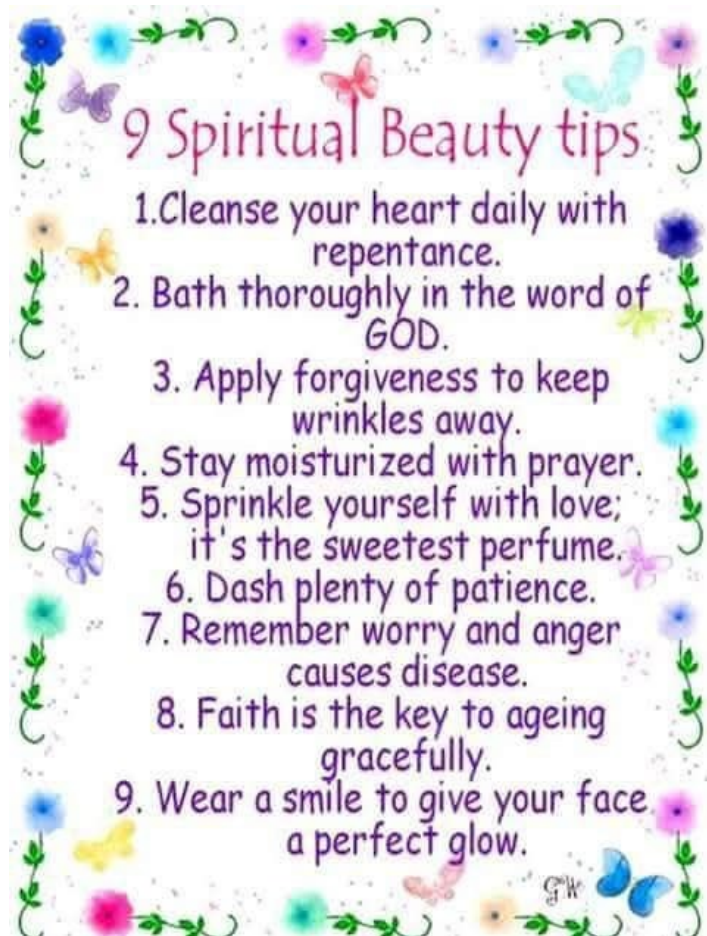 9 Spiritual Beauty tips
1.Cleanse your heart daily with
repentance.
2. Bath thoroughly in the word of
GOD.
3. Apply forgiveness to keep
wrinkles away.
4. Stay moisturized with prayer.
5. Sprinkle yourself with love;
it's the sweetest perfume.
6. Dash plenty of patience.
7. Remember worry and anger
causes disease.
8. Faith is the key to ageing
gracefully.
9. Wear a smile to give your face
a perfect glow.
GW